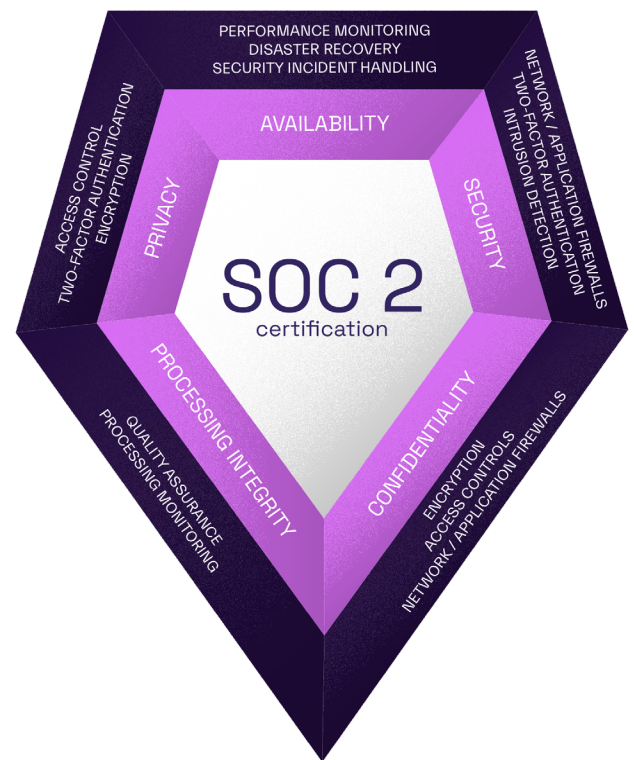 PERFORMANCE MONITORING
DISASTER RECOVERY
SECURITY INCIDENT HANDLING
AVAILABILITY
NETWORK / APPLICATION FIREWALLS
TWO-FACTOR AUTHENTICATION
INTRUSION DETECTION
SECURITY
ACCESS CONTROL
TWO-FACTOR AUTHENTICATION
ENCRYPTION
PRIVACY
SOC 2
certification
PROCESSING INTEGRITY
QUALITY ASSURANCE
PROCESSING MONITORING
CONFIDENTIALITY
ENCRYPTION
ACCESS CONTROLS
NETWORK / APPLICATION FIREWALLS